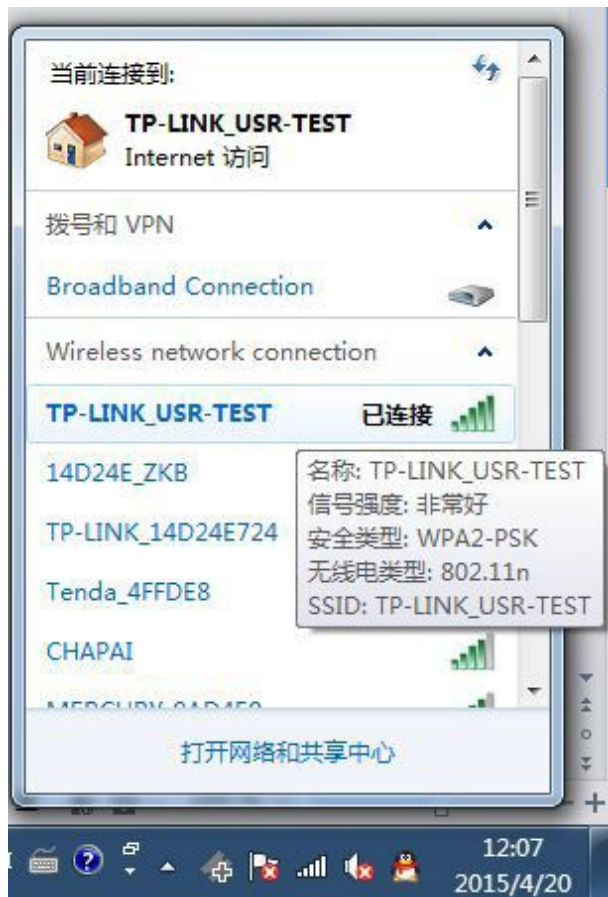 当前连接到:
TP-LINK_USR-TEST
Internet 访问
拨号和 VPN
Broadband Connection
Wireless network connection
TP-LINK_USR-TEST 已连接
14D24E_ZKB
TP-LINK_14D24E724
Tenda_4FFDE8
名称: TP-LINK_USR-TEST
信号强度: 非常好
安全类型: WPA2-PSK
无线电类型: 802.11n
SSID: TP-LINK_USR-TEST
CHAPAI
打开网络和共享中心
12:07
2015/4/20